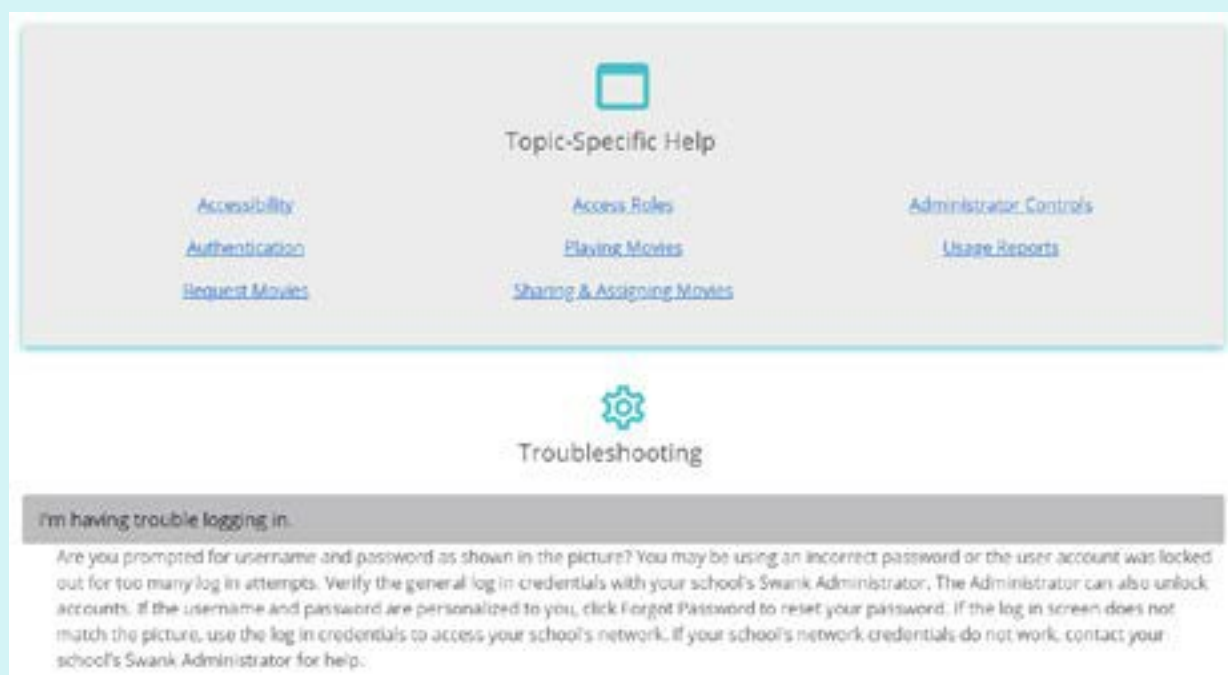 Topic-Specific Help
Accessibility Access Roles Administrator Controls
Authentication Playing Movies Usage Reports
Request Movies Sharing & Assigning Movies
Troubleshooting
I'm having trouble logging in.
Are you prompted for username and password as shown in the picture? You may be using an incorrect password or the user account was locked
out for too many log in attempts. Verify the general log in credentials with your school's Swank Administrator. The Administrator can also unlock
accounts. If the username and password are personalized to you, click Forgot Password to reset your password. If the log in screen does not
match the picture, use the log in credentials to access your school's network. If your school's network credentials do not work, contact your
school's Swank Administrator for help.